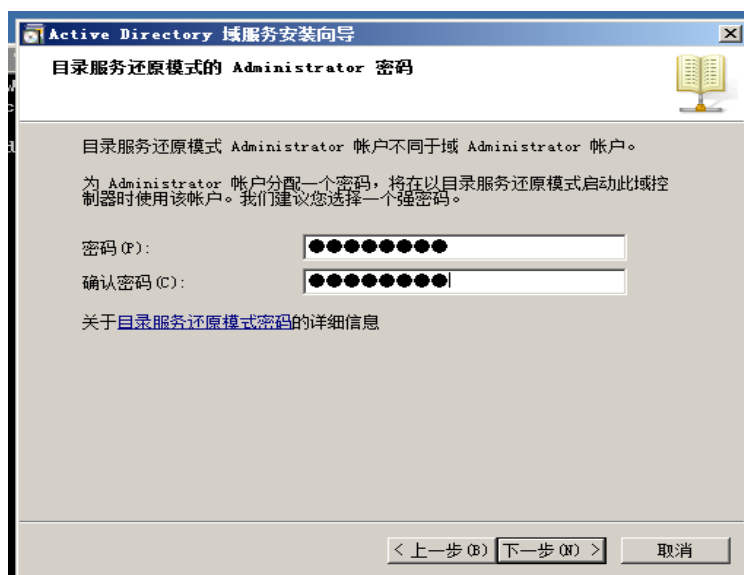 Active Directory 域服务安装向导
目录服务还原模式的 Administrator 密码
目录服务还原模式 Administrator 帐户不同于域 Administrator 帐户。
为 Administrator 帐户分配一个密码，将在以目录服务还原模式启动此域控
制器时使用该帐户。我们建议您选择一个强密码。
密码(P):
●●●●●●●●
确认密码(C):
●●●●●●●●
关于目录服务还原模式密码的详细信息
< 上一步(B) 下一步(N) > 取消